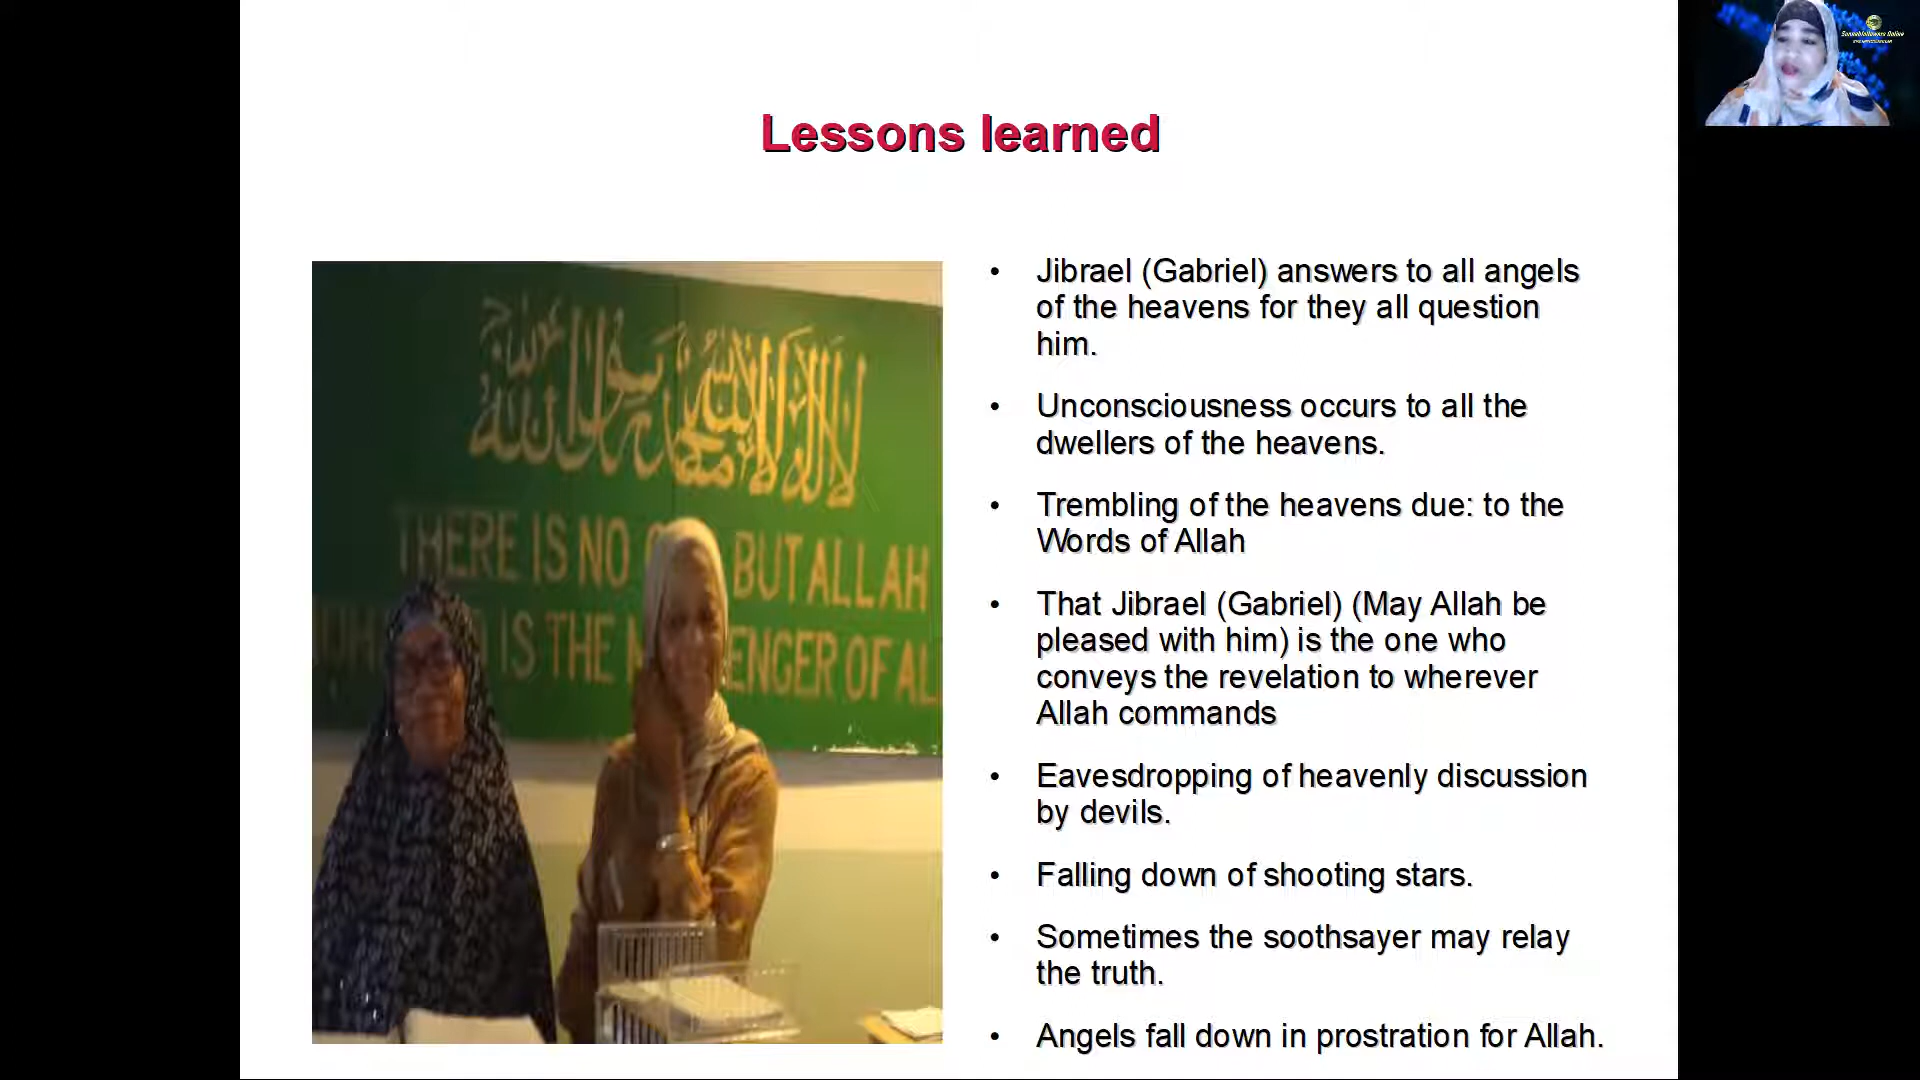 Sunnahfollowers Online
Lessons learned
لا إله إلا الله محمد رسول الله
THERE IS NO BUT ALLAH
IS THE OF
• Jibrael (Gabriel) answers to all angels
of the heavens for they all question
him.
• Unconsciousness occurs to all the
dwellers of the heavens.
• Trembling of the heavens due: to the
Words of Allah
• That Jibrael (Gabriel) (May Allah be
pleased with him) is the one who
conveys the revelation to wherever
Allah commands
• Eavesdropping of heavenly discussion
by devils.
• Falling down of shooting stars.
• Sometimes the soothsayer may relay
the truth.
• Angels fall down in prostration for Allah.